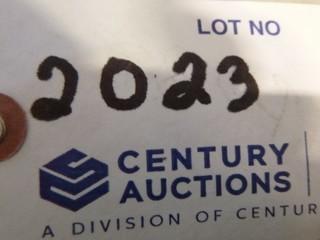 LOT NO
2023
CENTURY
AUCTIONS
A DIVISION OF CENTUR